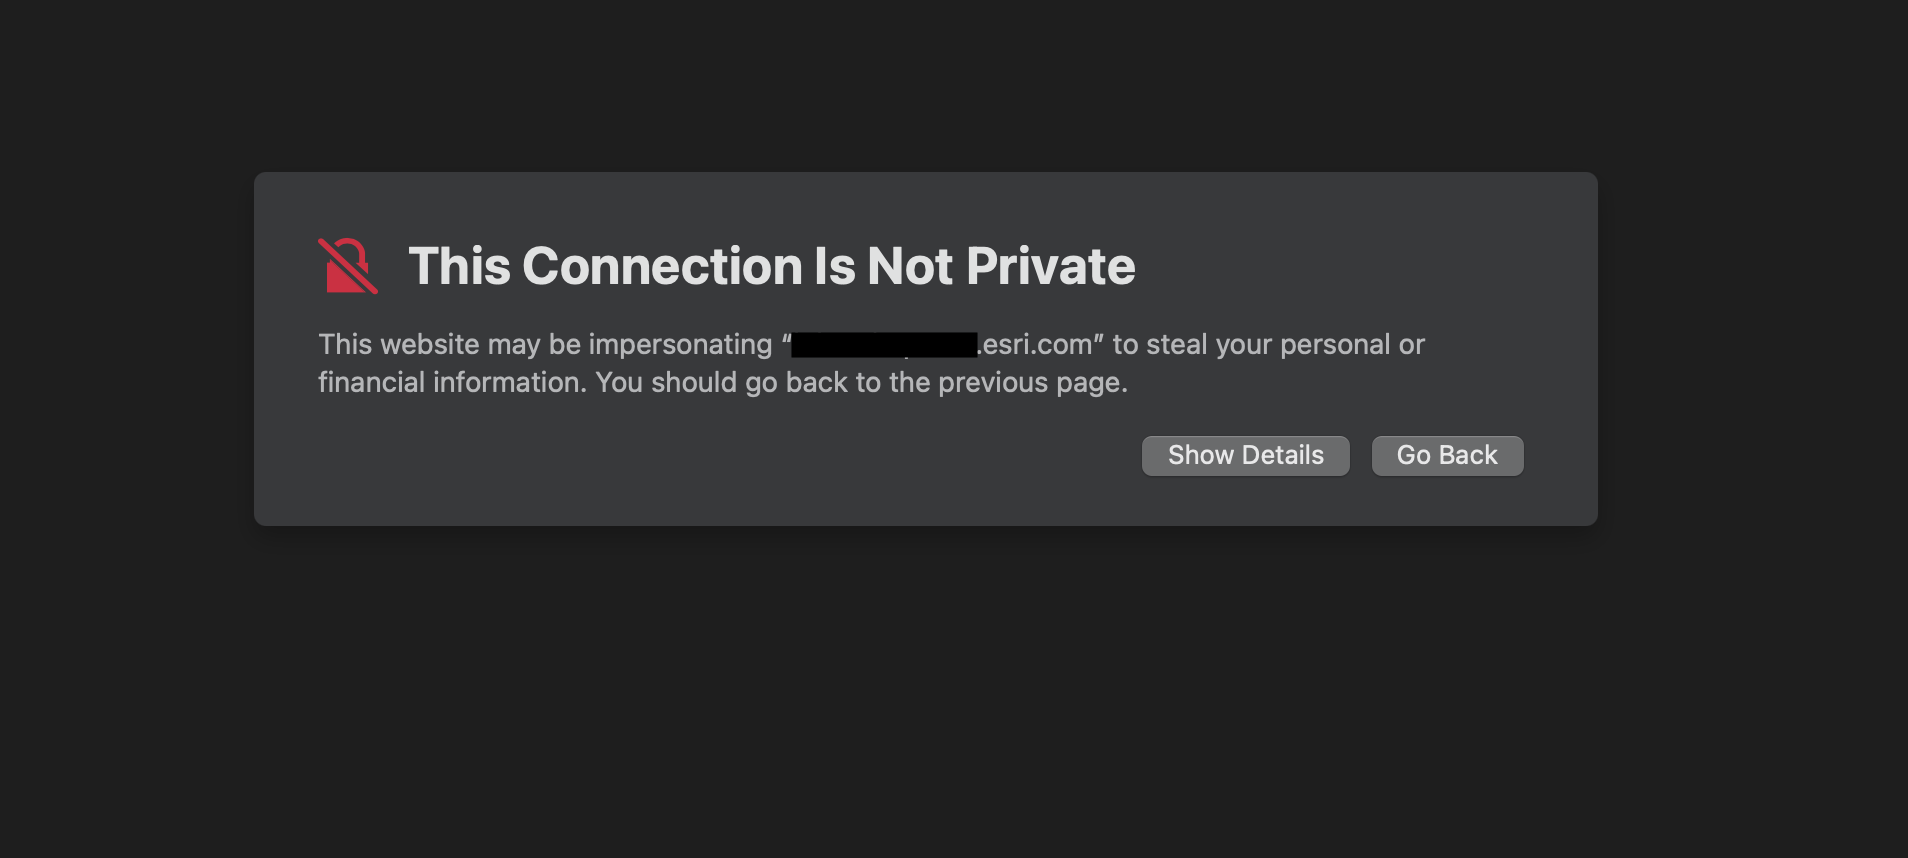 This Connection Is Not Private
This website may be impersonating “.esri.com” to steal your personal or
financial information. You should go back to the previous page.
Show Details
Go Back